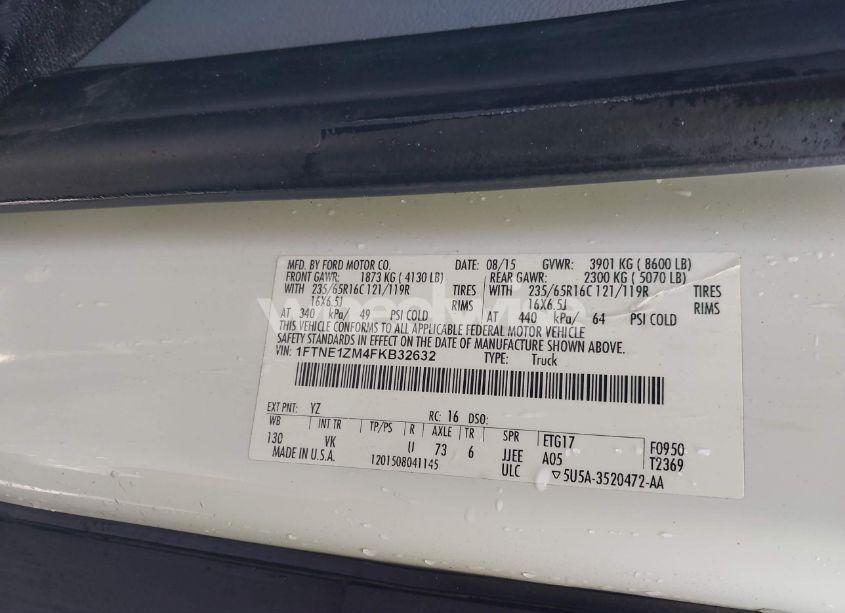 MFD. BY FORD MOTOR CO. DATE: 08/15 GVWR: 3901 KG ( 8600 LB)
FRONT GAWR: 1873 KG ( 4130 LB) REAR GAWR: 2300 KG ( 5070 LB)
WITH 235/65R16C 121/119R TIRES WITH 235/65R16C 121/119R TIRES
16X6.5J RIMS 16X6.5J RIMS
AT 340 kPa/ 49 PSI COLD AT 440 kPa/ 64 PSI COLD
THIS VEHICLE CONFORMS TO ALL APPLICABLE FEDERAL MOTOR VEHICLE
SAFETY STANDARDS IN EFFECT ON THE DATE OF MANUFACTURE SHOWN ABOVE.
VIN: 1FTNE1ZM4FKB32632 TYPE: Truck
EXT PNT: YZ RC: 16 DSO:
WB INT TR TP/PS R AXLE TR SPR ETG17 F0950
130 VK U 73 6 JJEE A05 T2369
MADE IN U.S.A. 1201508041145 ULC ▽5U5A-3520472-AA